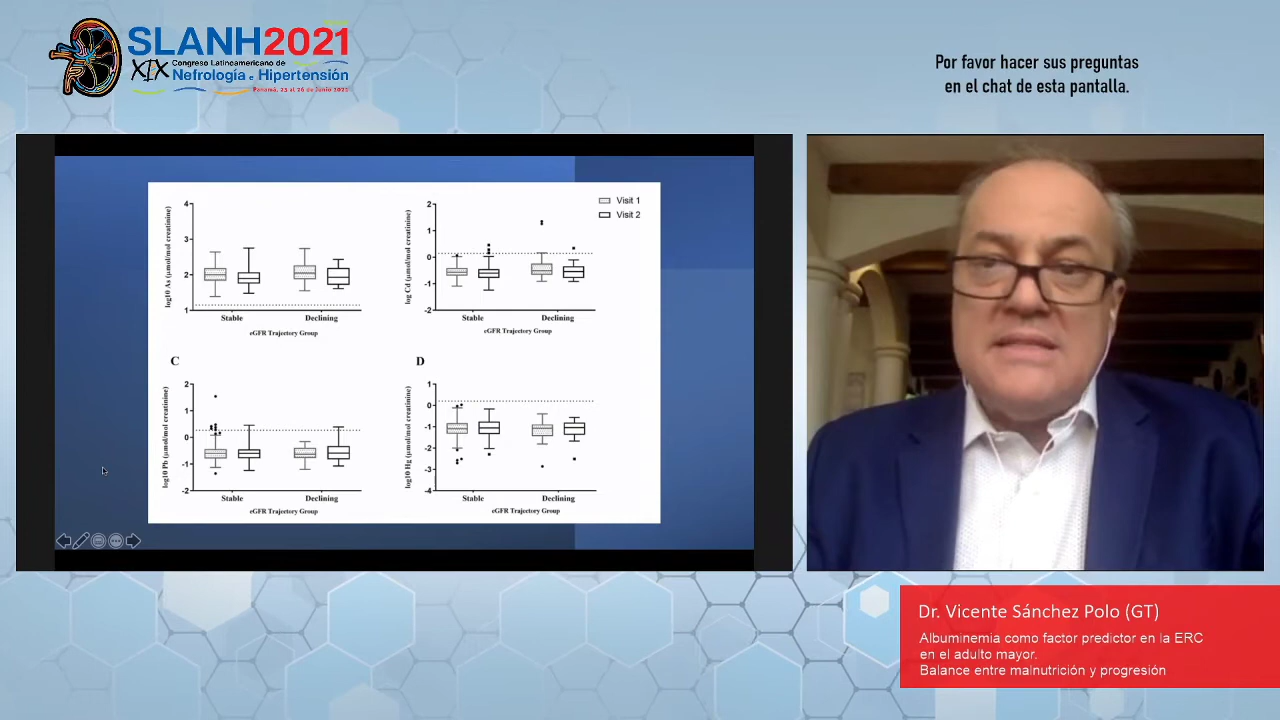 SLANH2021
XIX
Congreso Latinoamericano de
Nefrología e Hipertensión
Por favor hacer sus preguntas
en el chat de esta pantalla.
4
3
2
1
log10 As (µmol/mol creatinine)
Stable
Declining
eGFR Trajectory Group
2
1
0
-1
-2
log Cd (µmol/mol creatinine)
Stable
Declining
eGFR Trajectory Group
Visit 1
Visit 2
C
2
1
0
-1
-2
log10 Pb (µmol/mol creatinine)
Stable
Declining
eGFR Trajectory Group
D
1
0
-1
-2
-3
-4
log10 Hg (µmol/mol creatinine)
Stable
Declining
eGFR Trajectory Group
Dr. Vicente Sánchez Polo (GT)
Albuminemia como factor predictor en la ERC
en el adulto mayor.
Balance entre malnutrición y progresión